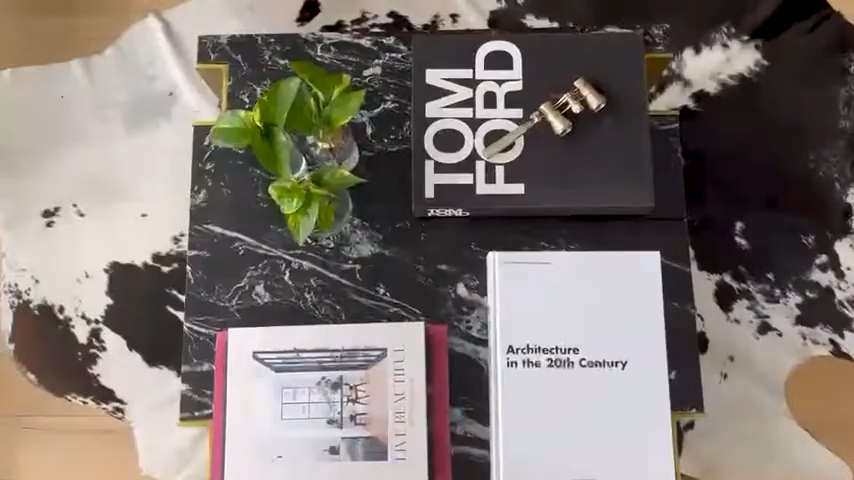 TOM
FORD
Architecture
in the 20th Century
LIVE BEAUTIFUL